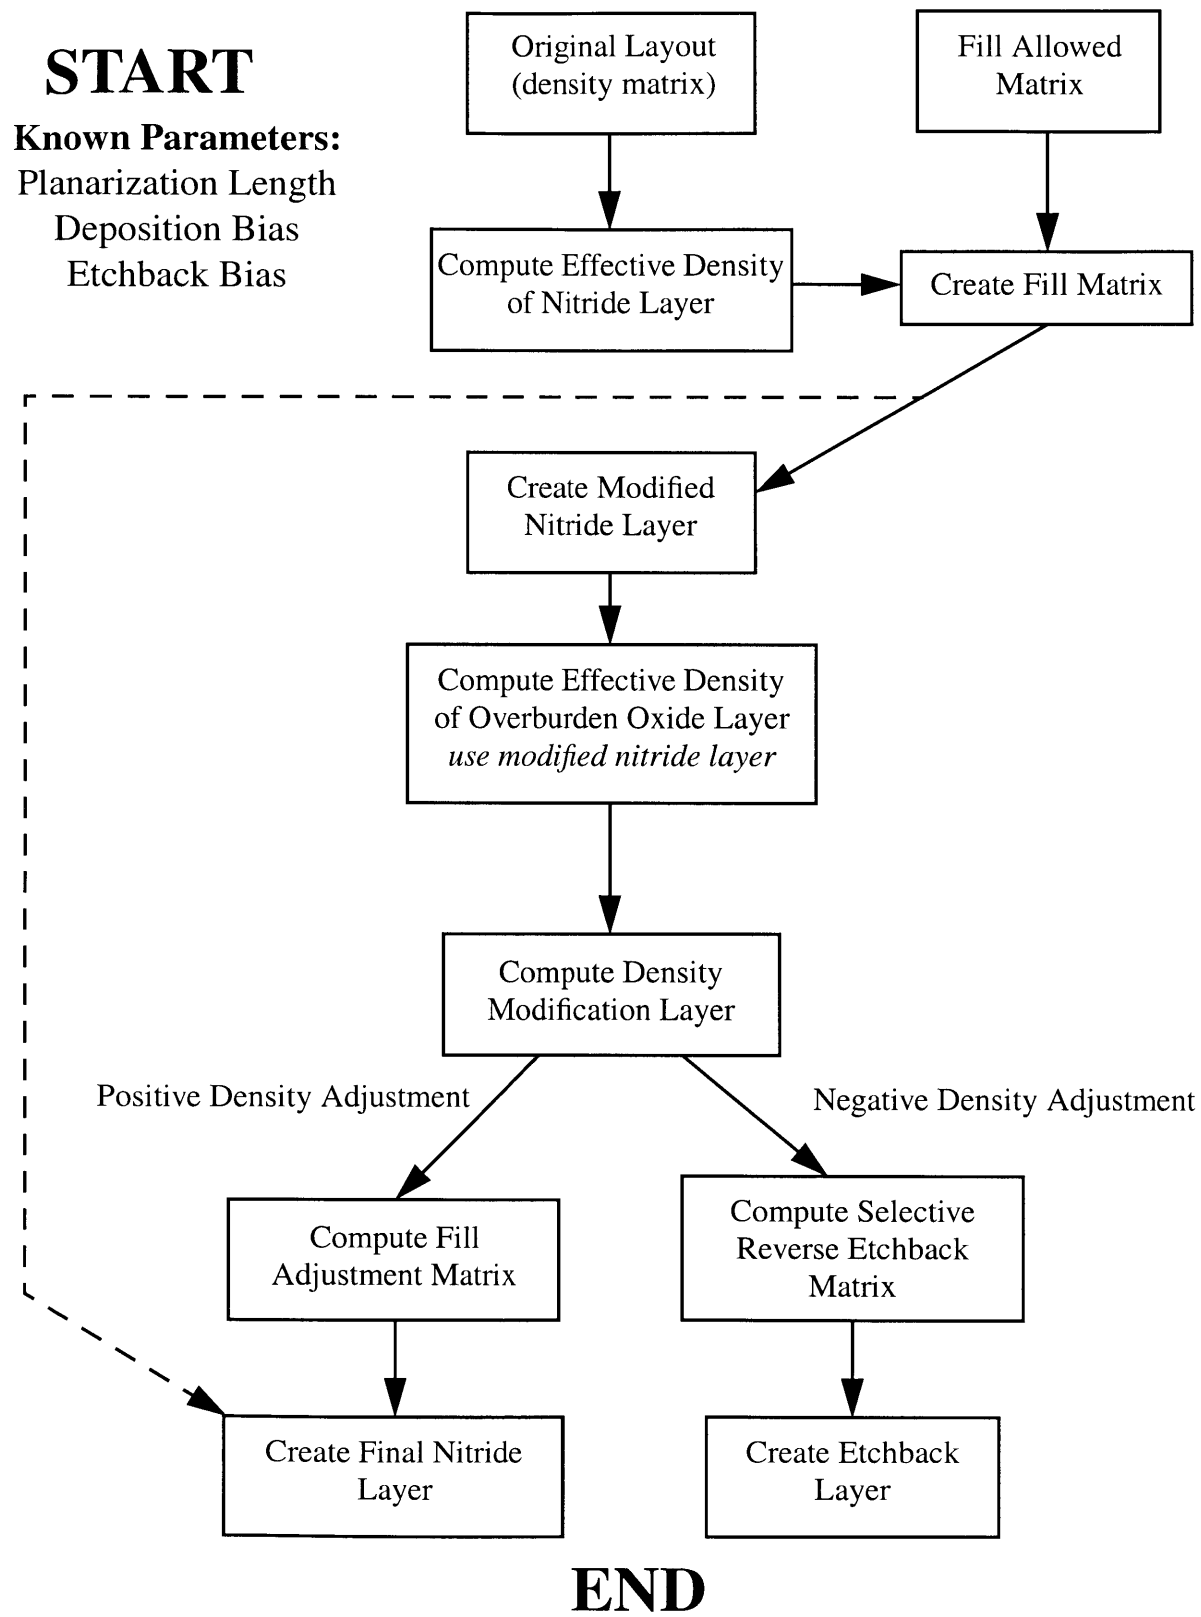 START
Known Parameters:
Planarization Length
Deposition Bias
Etchback Bias
Original Layout
(density matrix)
Fill Allowed
Matrix
Compute Effective Density
of Nitride Layer
Create Fill Matrix
Create Modified
Nitride Layer
Compute Effective Density
of Overburden Oxide Layer
use modified nitride layer
Compute Density
Modification Layer
Positive Density Adjustment
Negative Density Adjustment
Compute Fill
Adjustment Matrix
Compute Selective
Reverse Etchback
Matrix
Create Final Nitride
Layer
Create Etchback
Layer
END